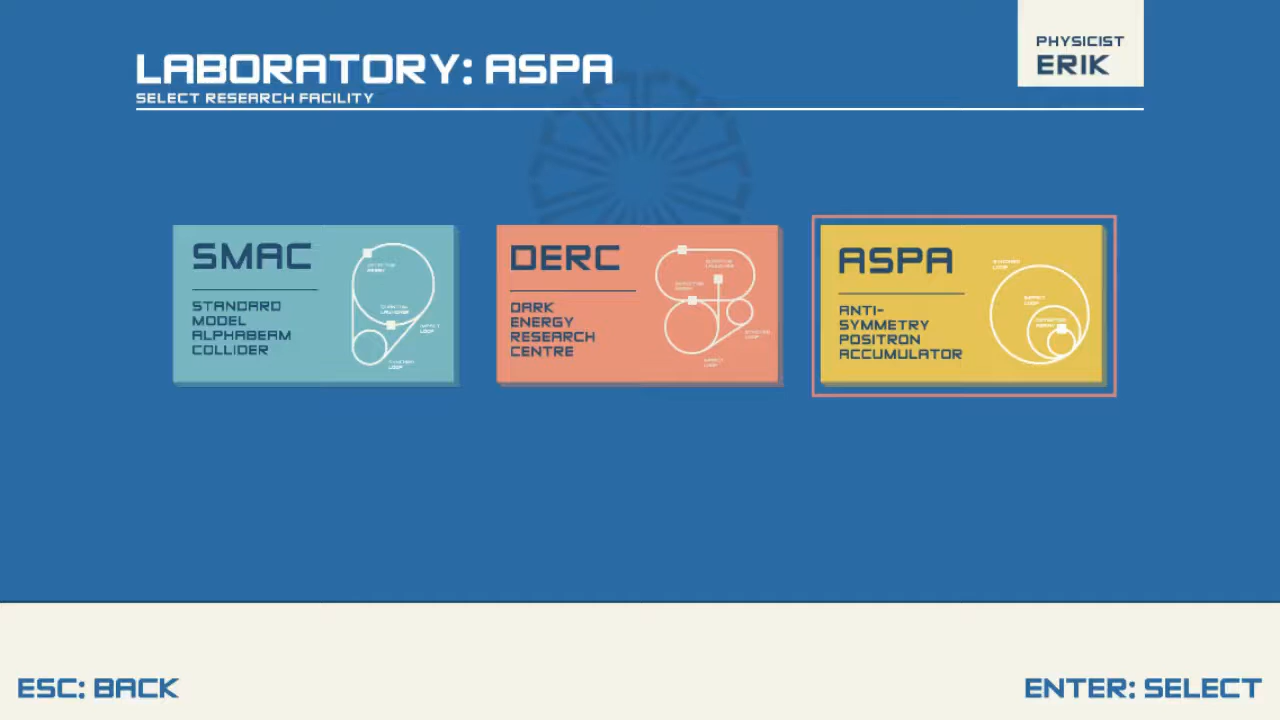 LABORATORY: ASPA
SELECT RESEARCH FACILITY
PHYSICIST
ERIK
SMAC
STANDARD
MODEL
ALPHABEAM
COLLIDER
DERC
DARK
ENERGY
RESEARCH
CENTRE
ASPA
ANTI-
SYMMETRY
POSITRON
ACCUMULATOR
ESC: BACK
ENTER: SELECT